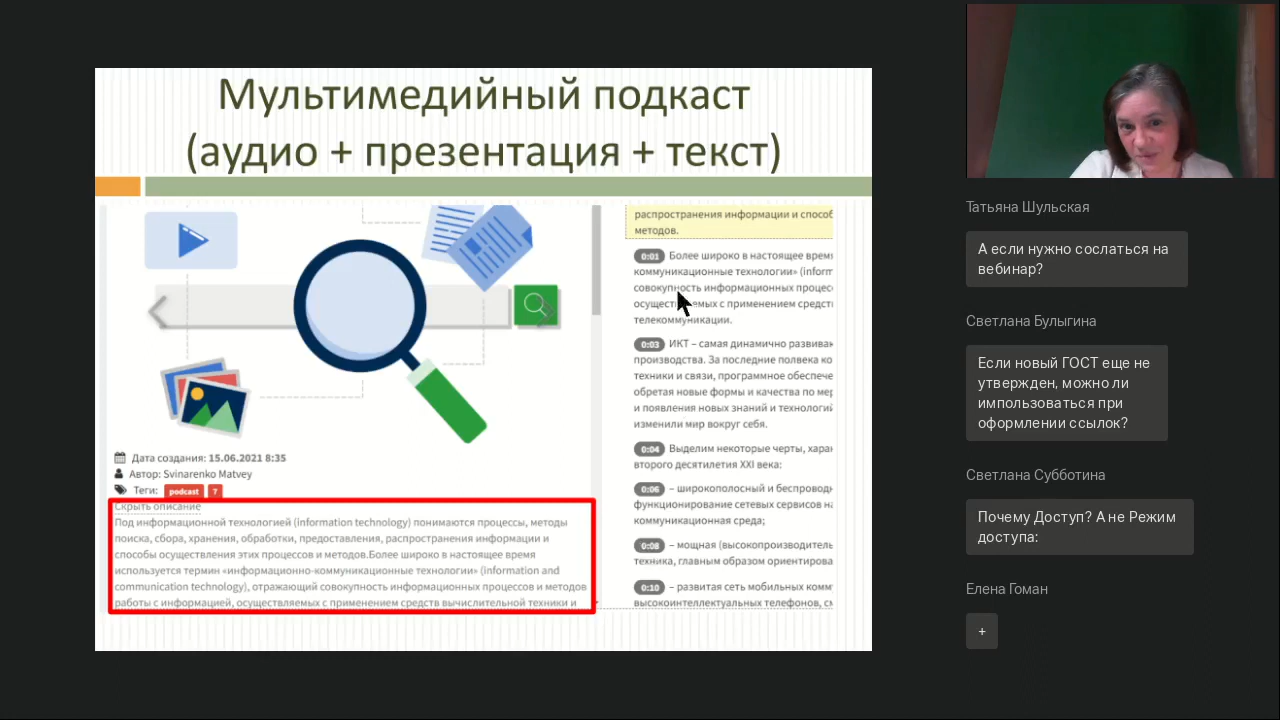 Мультимедийный подкаст
(аудио + презентация + текст)
Дата создания: 15.06.2021 8:35
Автор: Svinarenko Matvey
Теги: podcast 7
Скрыть описание
Под информационной технологией (information technology) понимаются процессы, методы
поиска, сбора, хранения, обработки, предоставления, распространения информации и
способы осуществления этих процессов и методов.Более широко в настоящее время
используется термин «информационно-коммуникационные технологии» (information and
communication technology), отражающий совокупность информационных процессов и методов
работы с информацией, осуществляемых с применением средств вычислительной техники и
распространения информации и способ
методов.
0:01 Более широко в настоящее время
коммуникационные технологии» (inform
совокупность информационных процес
осуществляемых с применением средст
телекоммуникации.
0:03 ИКТ – самая динамично развиваю
производства. За последние полвека ко
техники и связи, программное обеспече
обретая новые формы и качества по мер
и появления новых знаний и технологий
изменили мир вокруг себя.
0:04 Выделим некоторые черты, харак
второго десятилетия XXI века:
0:06 – широкополосный и беспроводн
функционирование сетевых сервисов на
коммуникационная среда;
0:08 – мощная (высокопроизводитель
техника, главным образом ориентирова
0:10 – развитая сеть мобильных комм
высокоинтеллектуальных телефонов, см
Татьяна Шульская
А если нужно сослаться на
вебинар?
Светлана Булыгина
Если новый ГОСТ еще не
утвержден, можно ли
импользоваться при
оформлении ссылок?
Светлана Субботина
Почему Доступ? А не Режим
доступа:
Елена Гоман
+